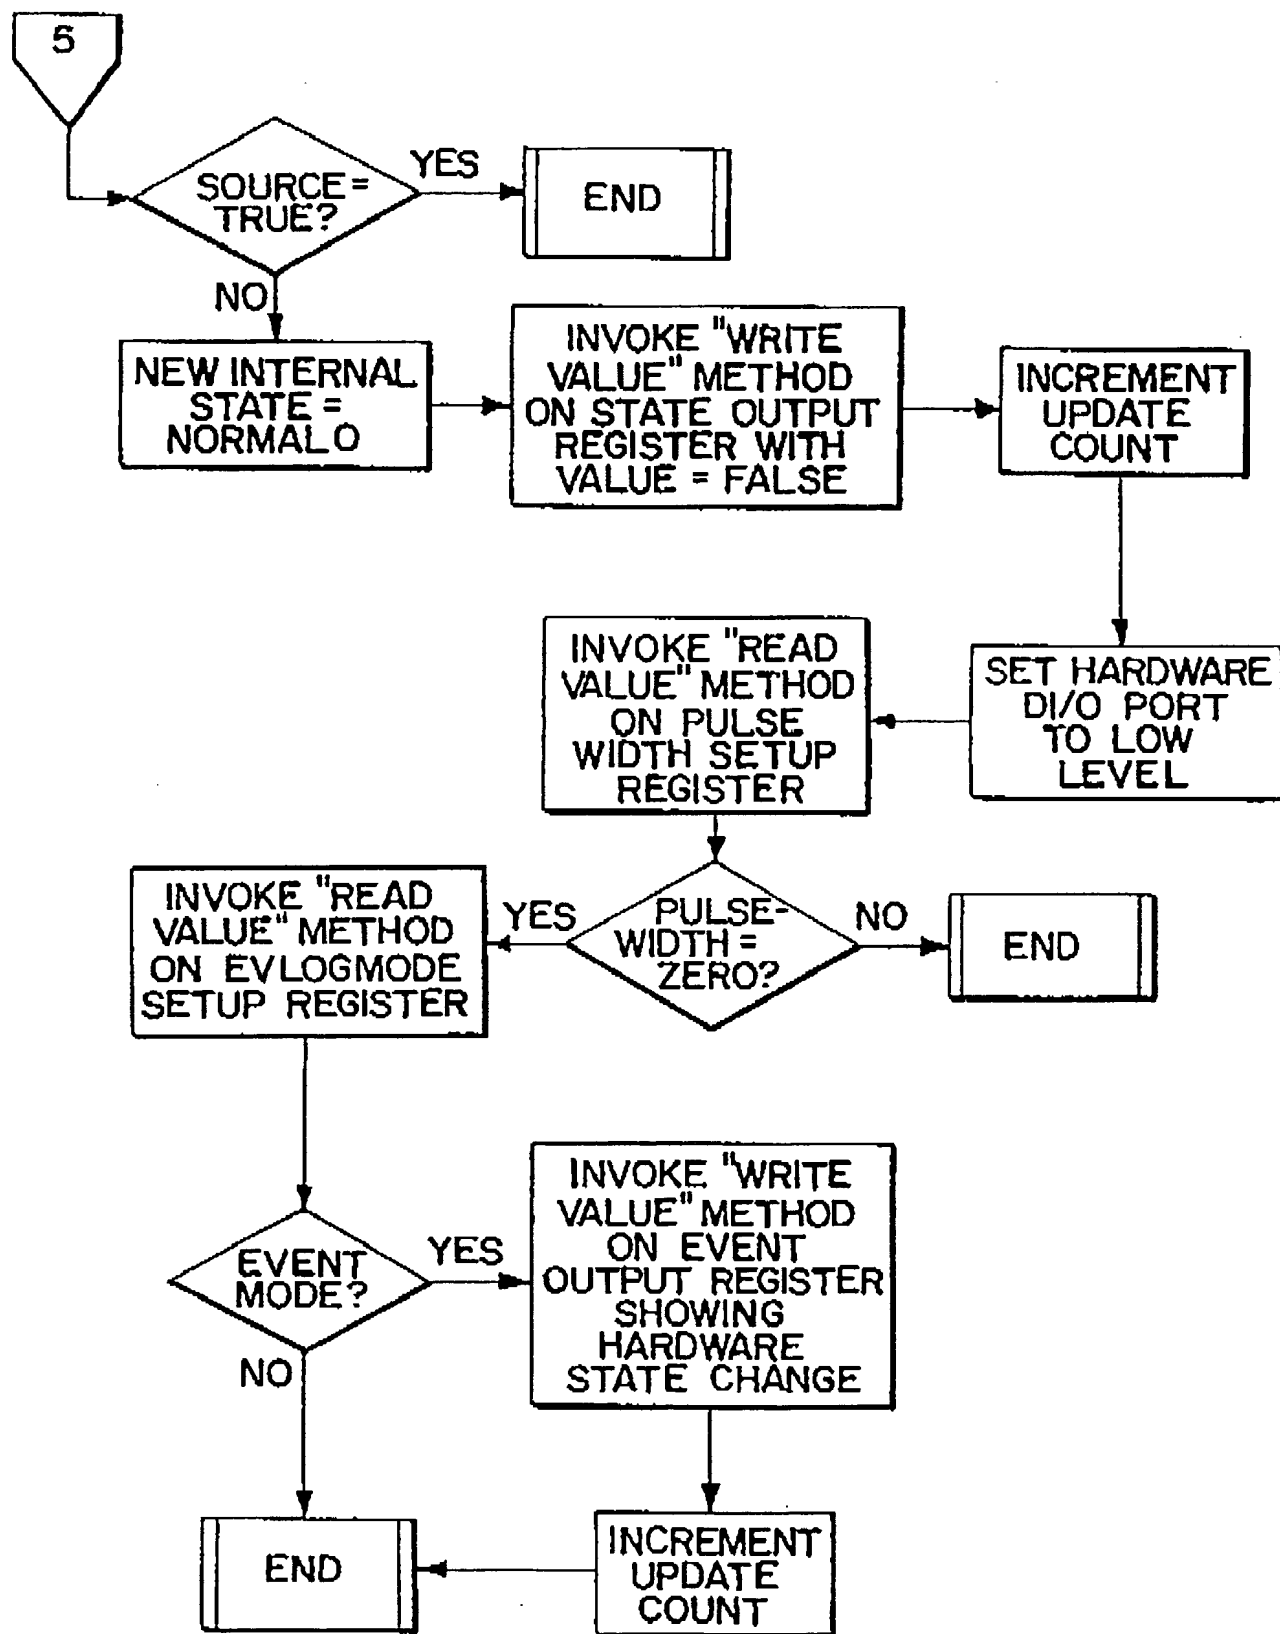 5
SOURCE=
TRUE?
YES
END
NO
NEW INTERNAL
STATE=
NORMAL O
INVOKE "WRITE
VALUE" METHOD
ON STATE OUTPUT
REGISTER WITH
VALUE = FALSE
INCREMENT
UPDATE
COUNT
SET HARDWARE
DI/O PORT
TO LOW
LEVEL
INVOKE "READ
VALUE" METHOD
ON PULSE
WIDTH SETUP
REGISTER
PULSE-
WIDTH=
ZERO?
NO
END
YES
INVOKE "READ
VALUE" METHOD
ON EVLOGMODE
SETUP REGISTER
EVENT
MODE?
YES
INVOKE "WRITE
VALUE" METHOD
ON EVENT
OUTPUT REGISTER
SHOWING
HARDWARE
STATE CHANGE
NO
INCREMENT
UPDATE
COUNT
END